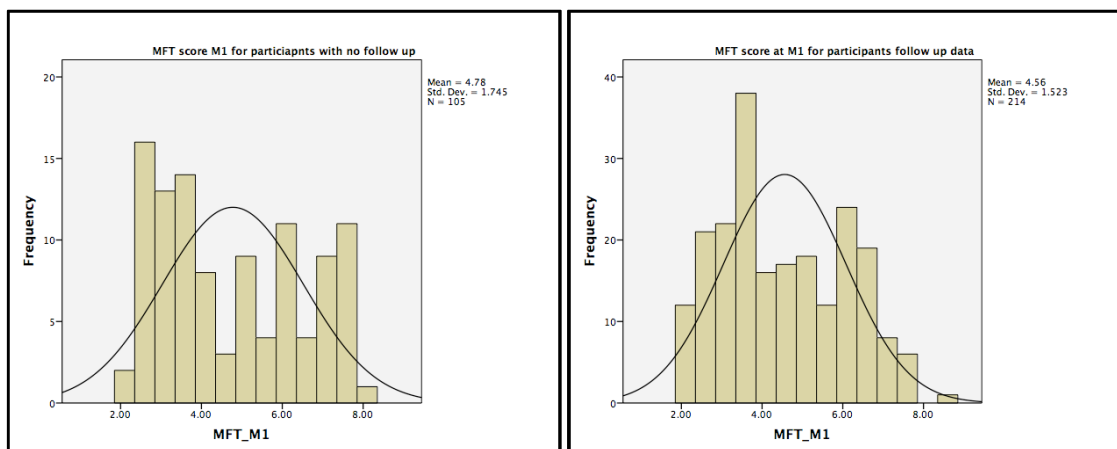 MFT score M1 for particiapnts with no follow up
Mean = 4.78
Std. Dev. = 1.745
N = 105
20
15
10
5
0
Frequency
2.00 4.00 6.00 8.00
MFT_M1
MFT score at M1 for participants follow up data
Mean = 4.56
Std. Dev. = 1.523
N = 214
40
30
20
10
0
Frequency
2.00 4.00 6.00 8.00
MFT_M1